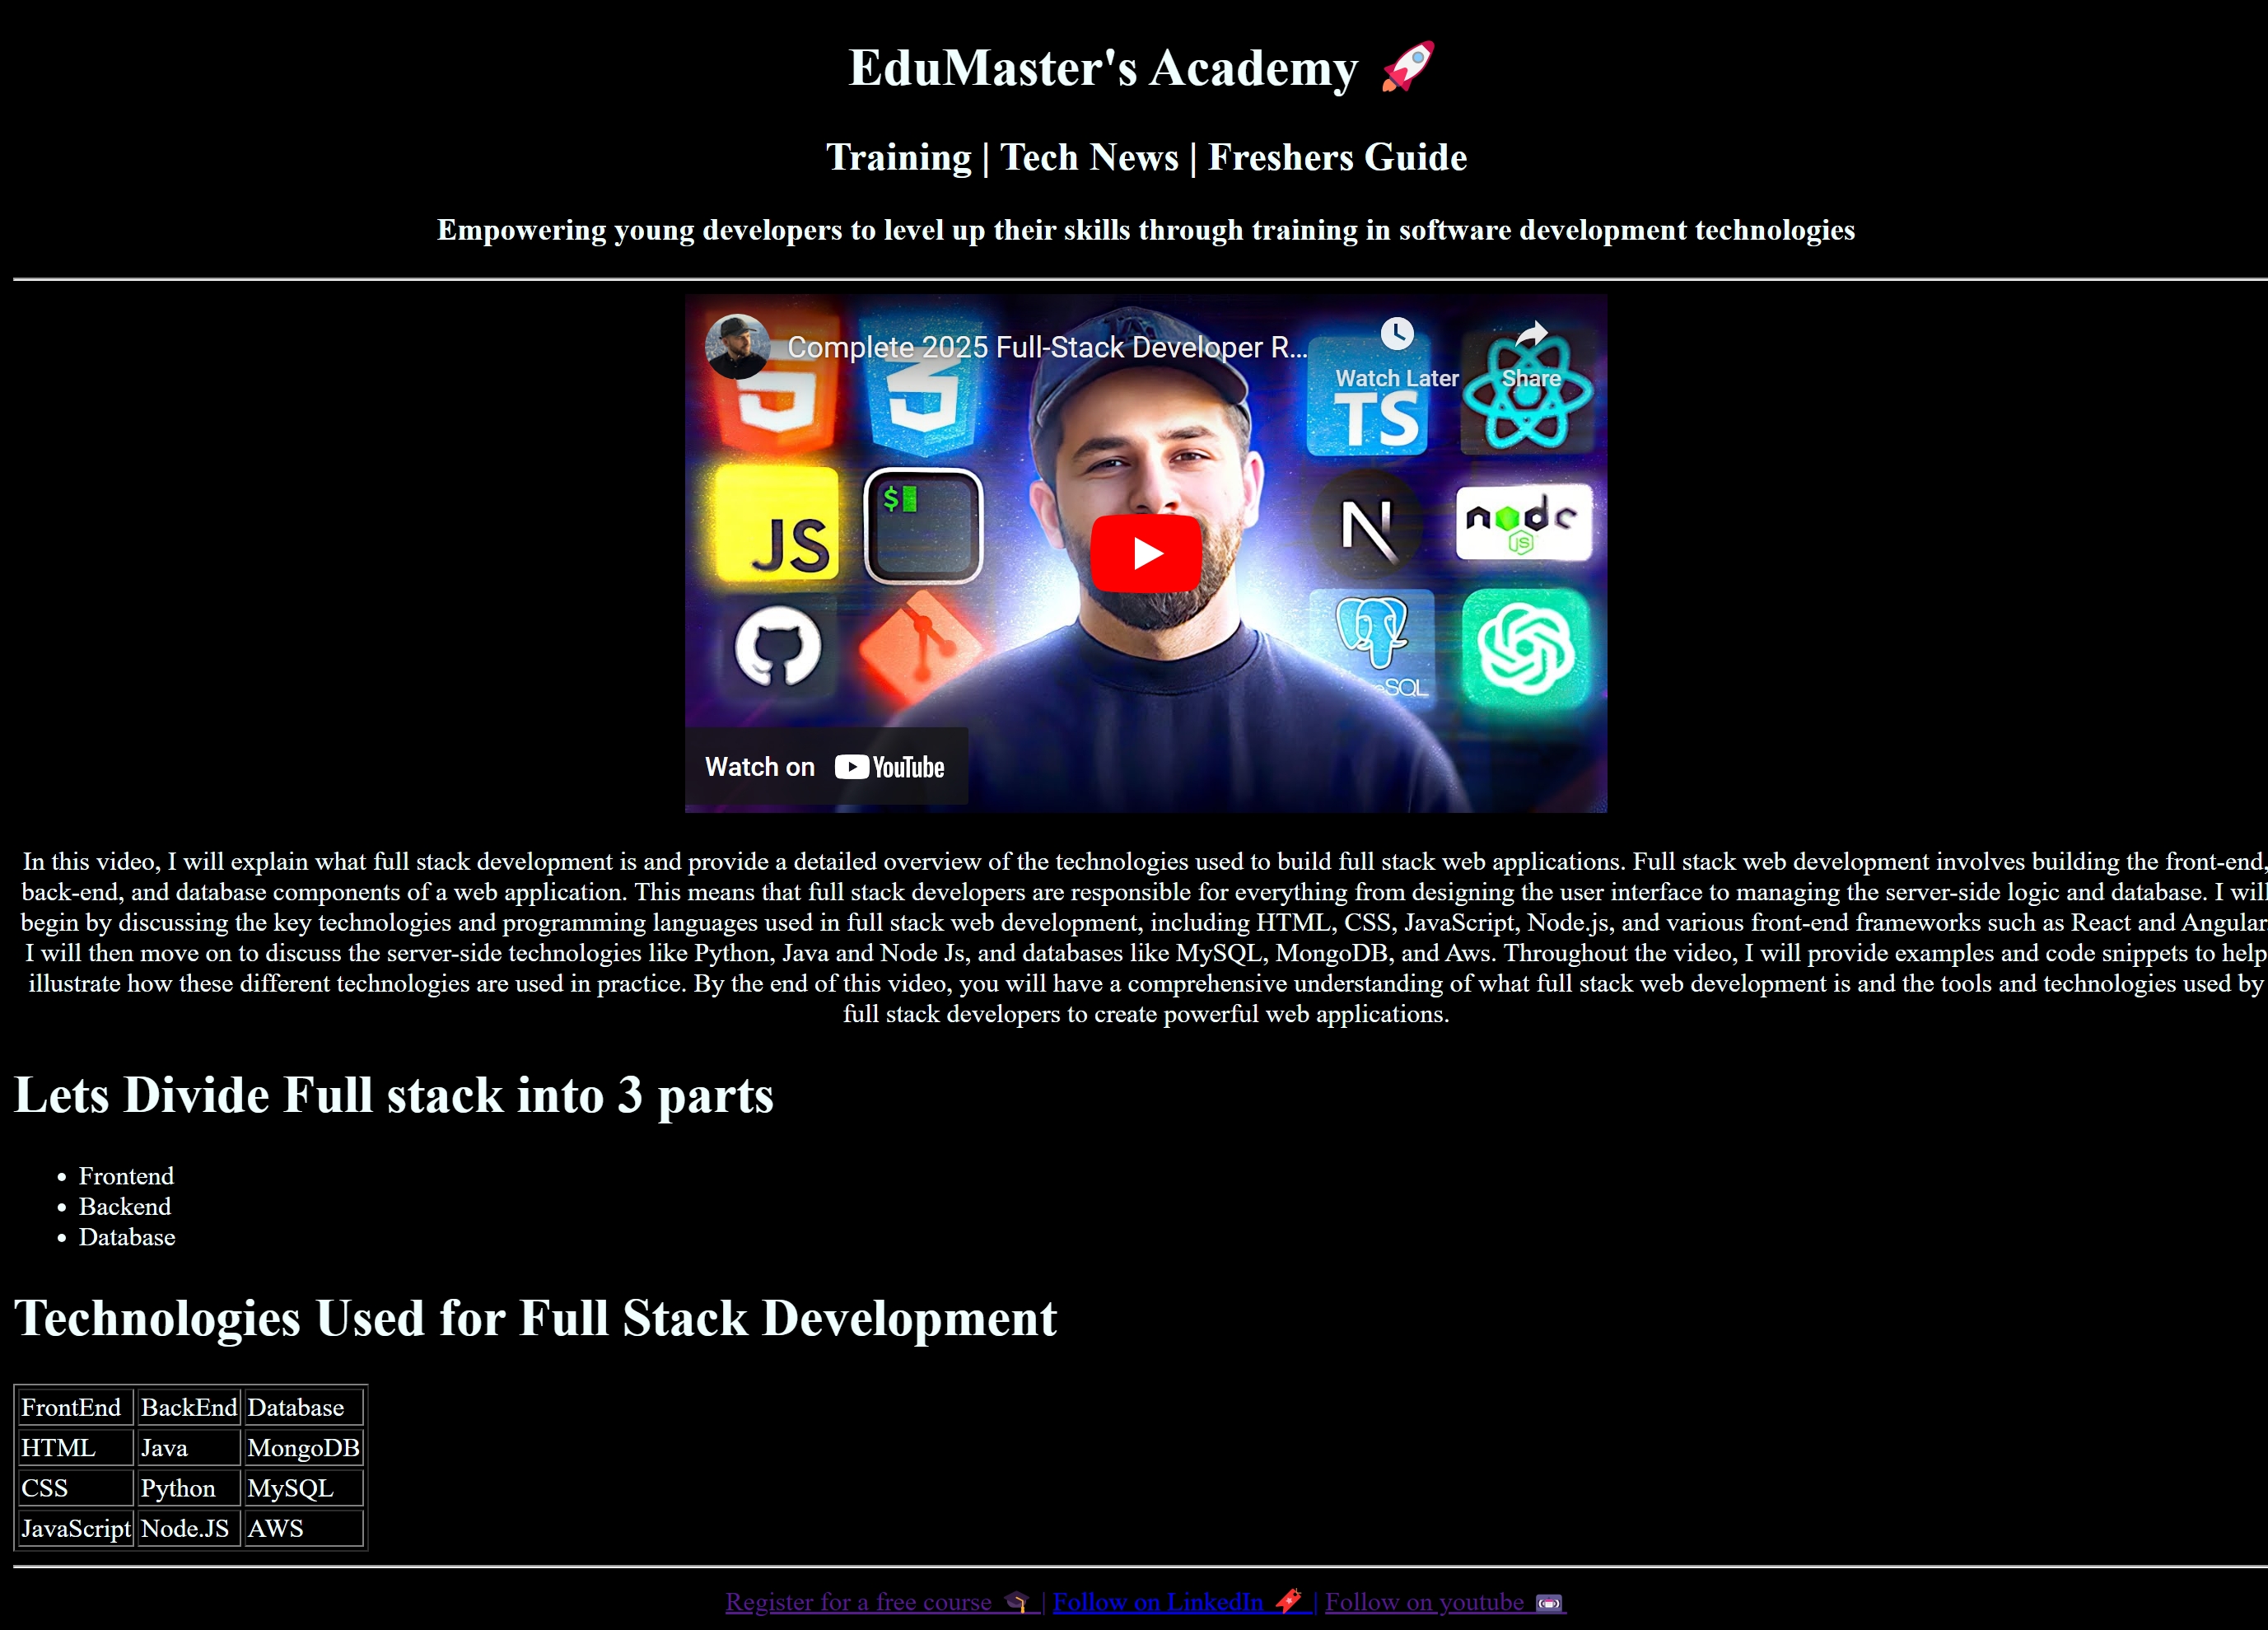 EduMaster's Academy 🚀
Training | Tech News | Freshers Guide
Empowering young developers to level up their skills through training in software development technologies
Complete 2025 Full-Stack Developer R...
Watch Later
Share
TS
JS
$
N
node
JS
eSQL
Watch on YouTube
In this video, I will explain what full stack development is and provide a detailed overview of the technologies used to build full stack web applications. Full stack web development involves building the front-end,
back-end, and database components of a web application. This means that full stack developers are responsible for everything from designing the user interface to managing the server-side logic and database. I will
begin by discussing the key technologies and programming languages used in full stack web development, including HTML, CSS, JavaScript, Node.js, and various front-end frameworks such as React and Angular.
I will then move on to discuss the server-side technologies like Python, Java and Node Js, and databases like MySQL, MongoDB, and Aws. Throughout the video, I will provide examples and code snippets to help
illustrate how these different technologies are used in practice. By the end of this video, you will have a comprehensive understanding of what full stack web development is and the tools and technologies used by
full stack developers to create powerful web applications.
Lets Divide Full stack into 3 parts
• Frontend
• Backend
• Database
Technologies Used for Full Stack Development
FrontEnd BackEnd Database
HTML Java MongoDB
CSS Python MySQL
JavaScript Node.JS AWS
Register for a free course 🎓 | Follow on LinkedIn 🔖 | Follow on youtube 📼